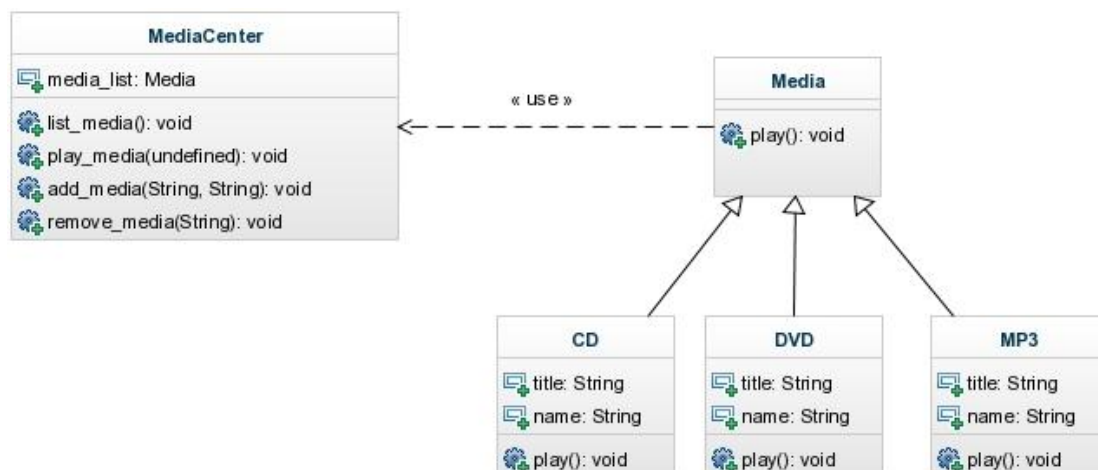 MediaCenter
media_list: Media
list_media(): void
play_media(undefined): void
add_media(String, String): void
remove_media(String): void
« use »
Media
play(): void
CD
title: String
name: String
play(): void
DVD
title: String
name: String
play(): void
MP3
title: String
name: String
play(): void